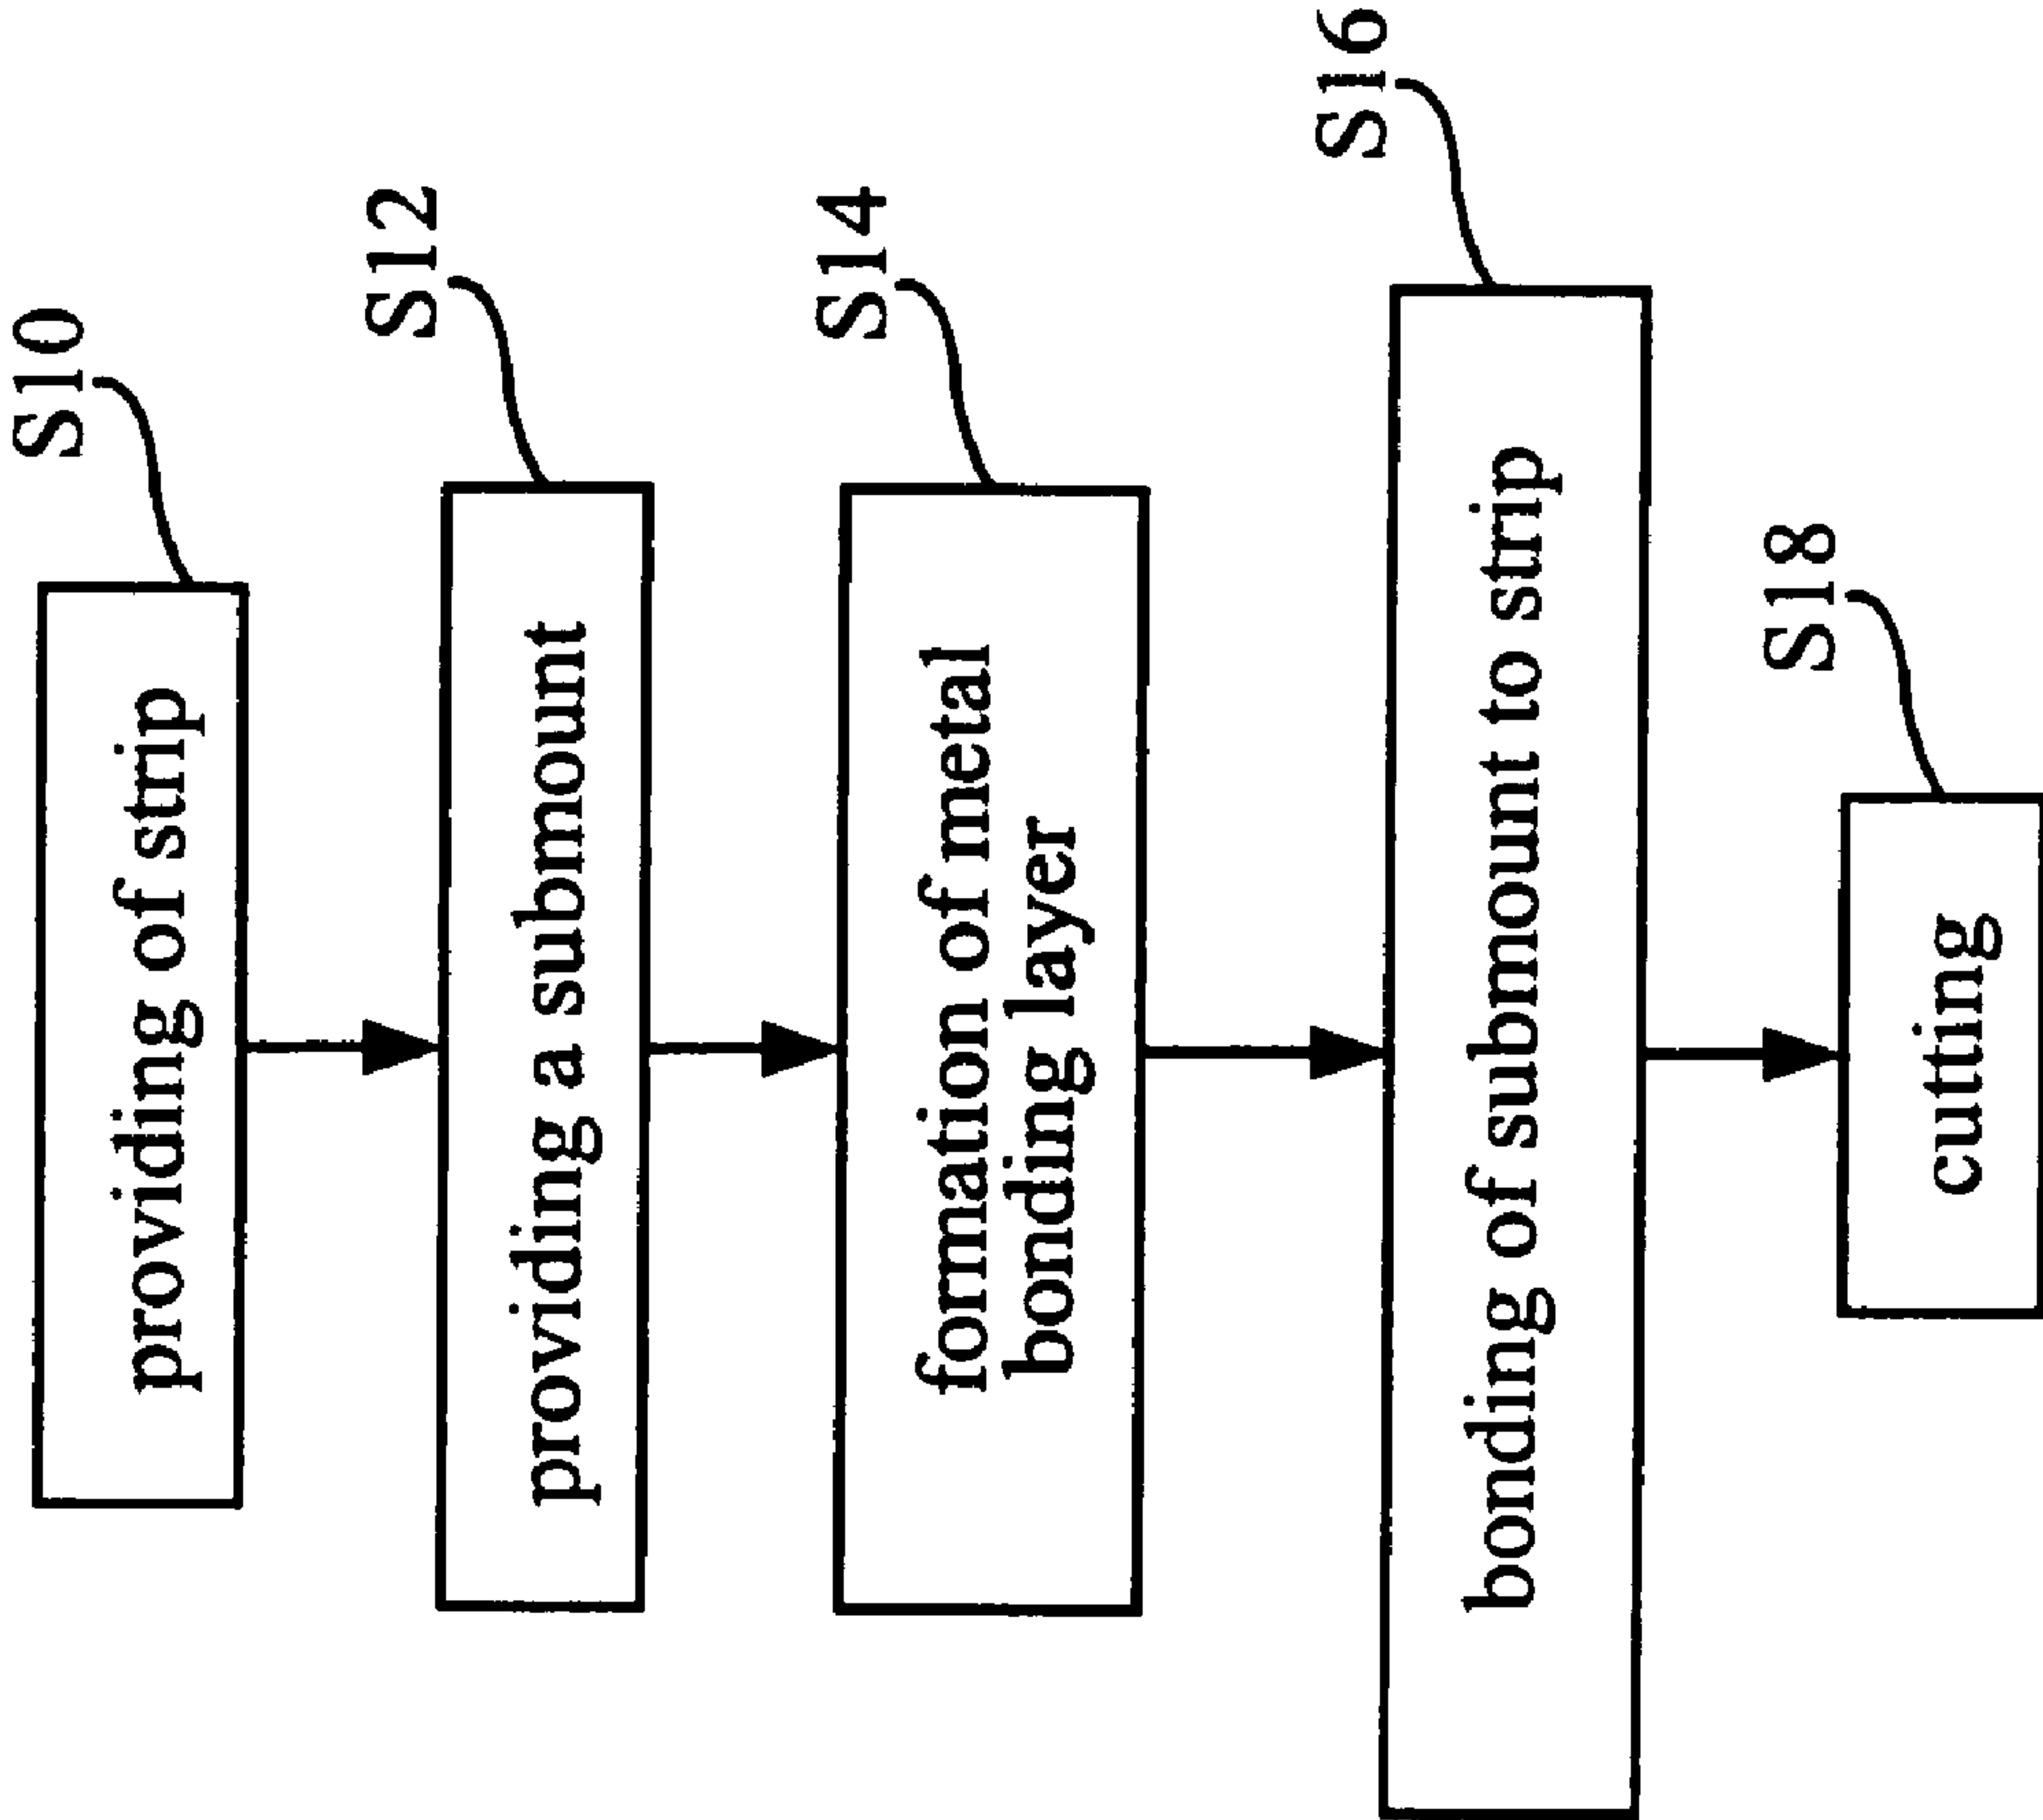 S10
providing of strip
S12
providing a submount
S14
fomation of metal
bonding layer
S16
bonding of submount to strip
S18
cutting